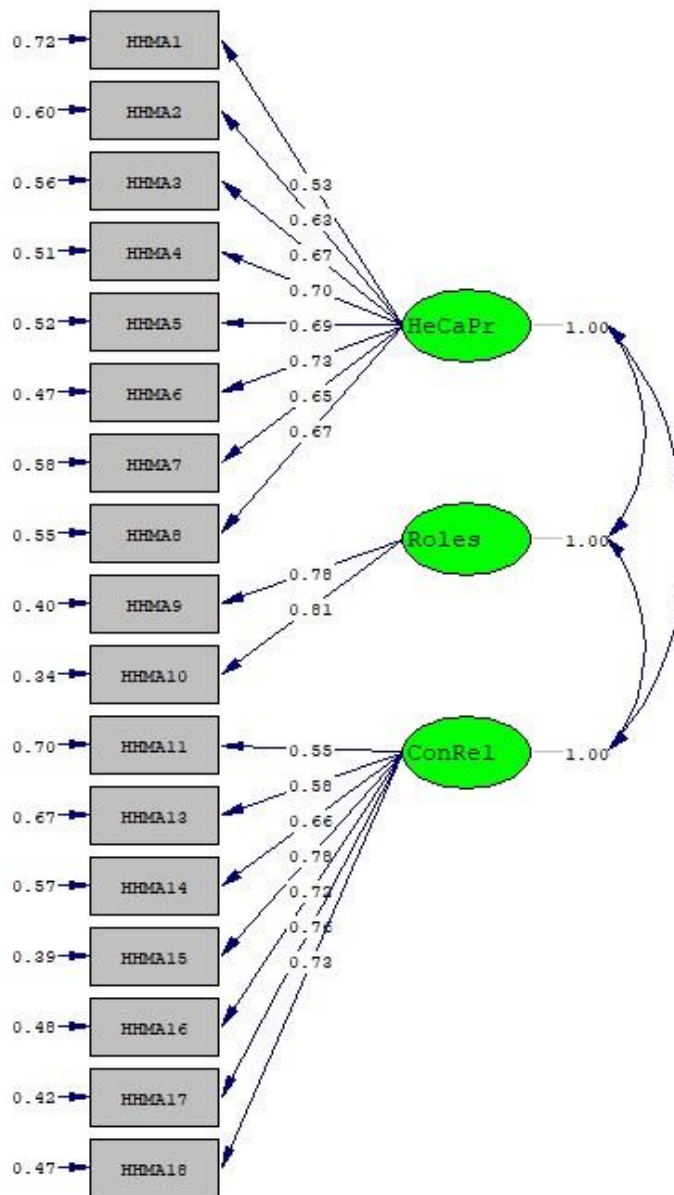 0.72 HHMA1
0.60 HHMA2
0.56 HHMA3
0.53
0.63
0.51 HHMA4
0.67
0.70
0.52 HHMA5
0.69
HeCaPr
1.00
0.73
0.47 HHMA6
0.65
0.67
0.58 HHMA7
0.55 HHMA8
Roles
1.00
0.78
0.40 HHMA9
0.81
0.34 HHMA10
0.70 HHMA11
0.55
ConRel
1.00
0.58
0.67 HHMA13
0.66
0.78
0.57 HHMA14
0.72
0.76
0.39 HHMA15
0.73
0.48 HHMA16
0.42 HHMA17
0.47 HHMA18